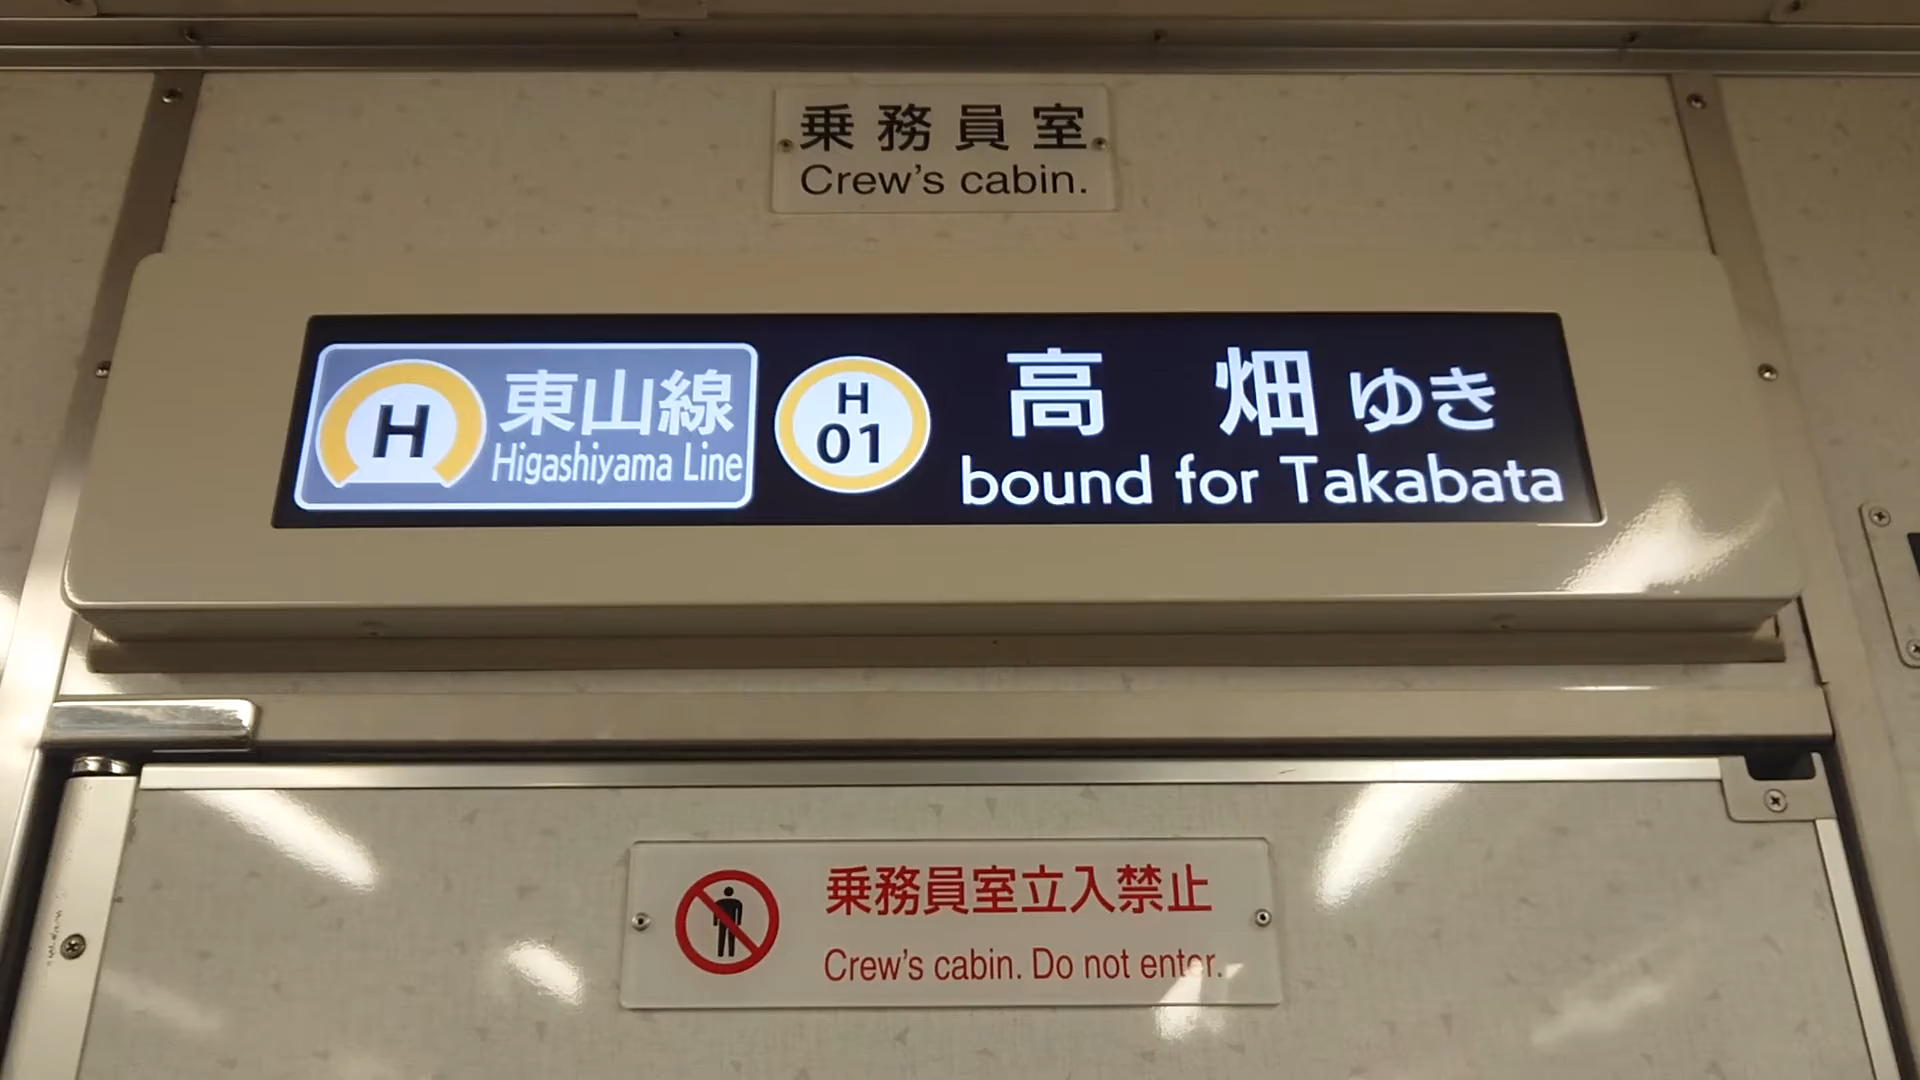 乗務員室
Crew's cabin.
H
東山線
Higashiyama Line
H
01
高畑ゆき
bound for Takabata
乗務員室立入禁止
Crew's cabin. Do not enter.